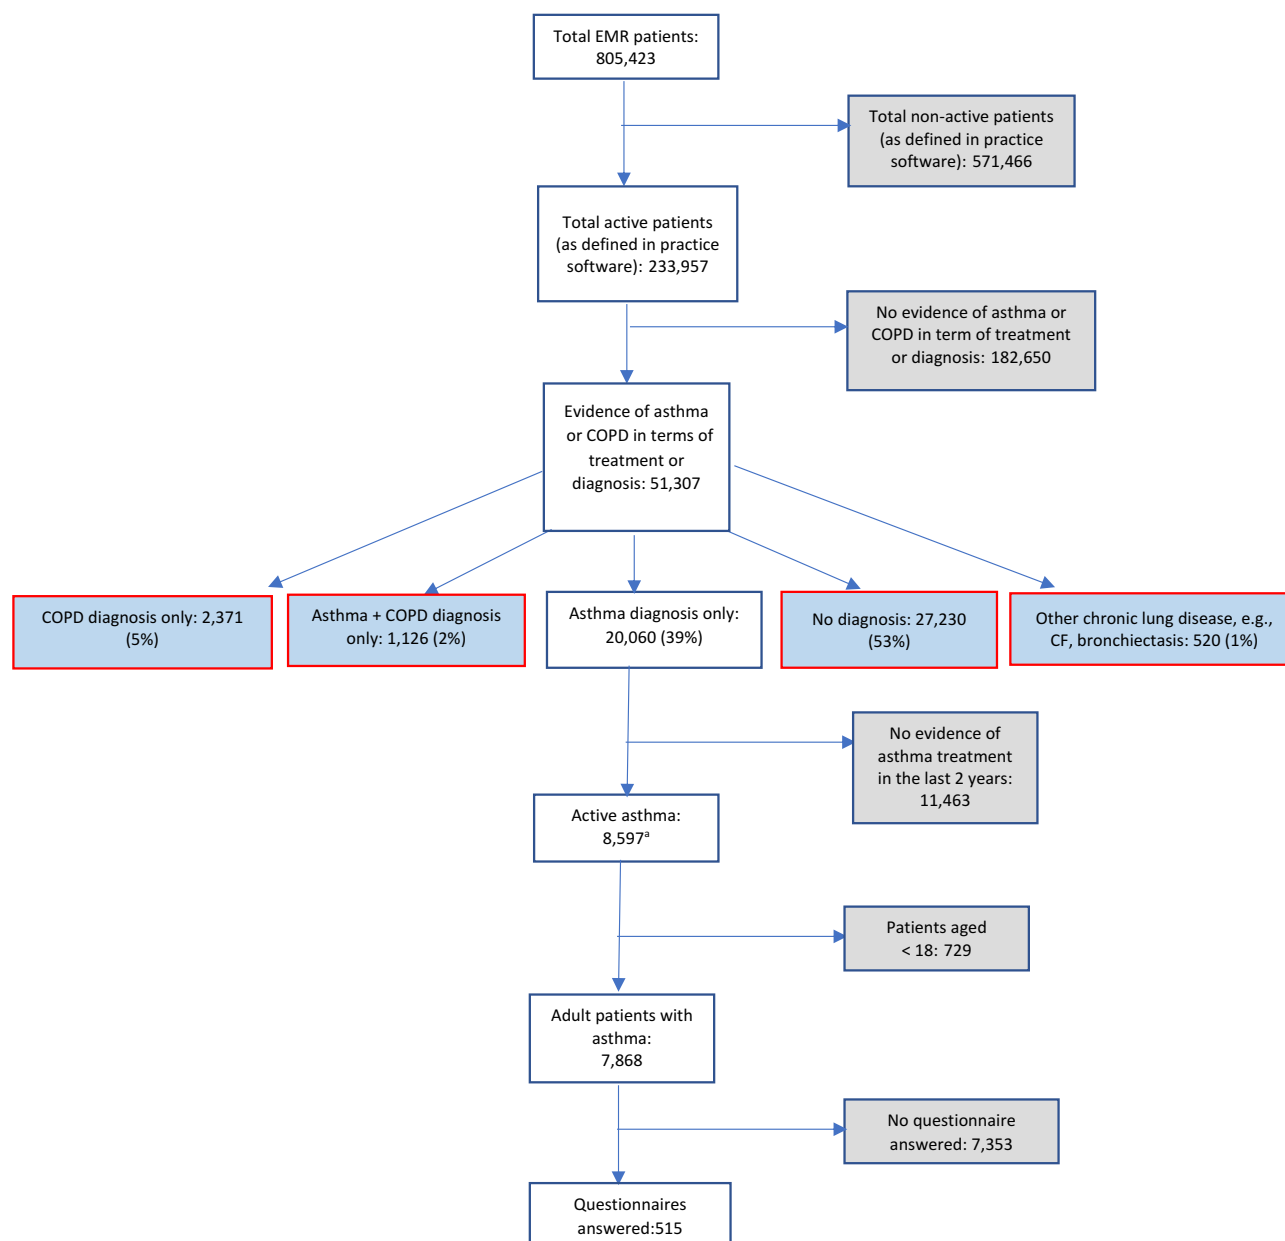 Total EMR patients:
805,423
Total non-active patients
(as defined in practice
software): 571,466
Total active patients
(as defined in practice
software): 233,957
No evidence of asthma or
COPD in term of treatment
or diagnosis: 182,650
Evidence of asthma
or COPD in terms of
treatment or
diagnosis: 51,307
COPD diagnosis only: 2,371
(5%)
Asthma + COPD diagnosis
only: 1,126 (2%)
Asthma diagnosis only:
20,060 (39%)
No diagnosis: 27,230
(53%)
Other chronic lung disease, e.g.,
CF, bronchiectasis: 520 (1%)
No evidence of
asthma treatment
in the last 2 years:
11,463
Active asthma:
8,597ᵃ
Patients aged
< 18: 729
Adult patients with
asthma:
7,868
No questionnaire
answered: 7,353
Questionnaires
answered:515